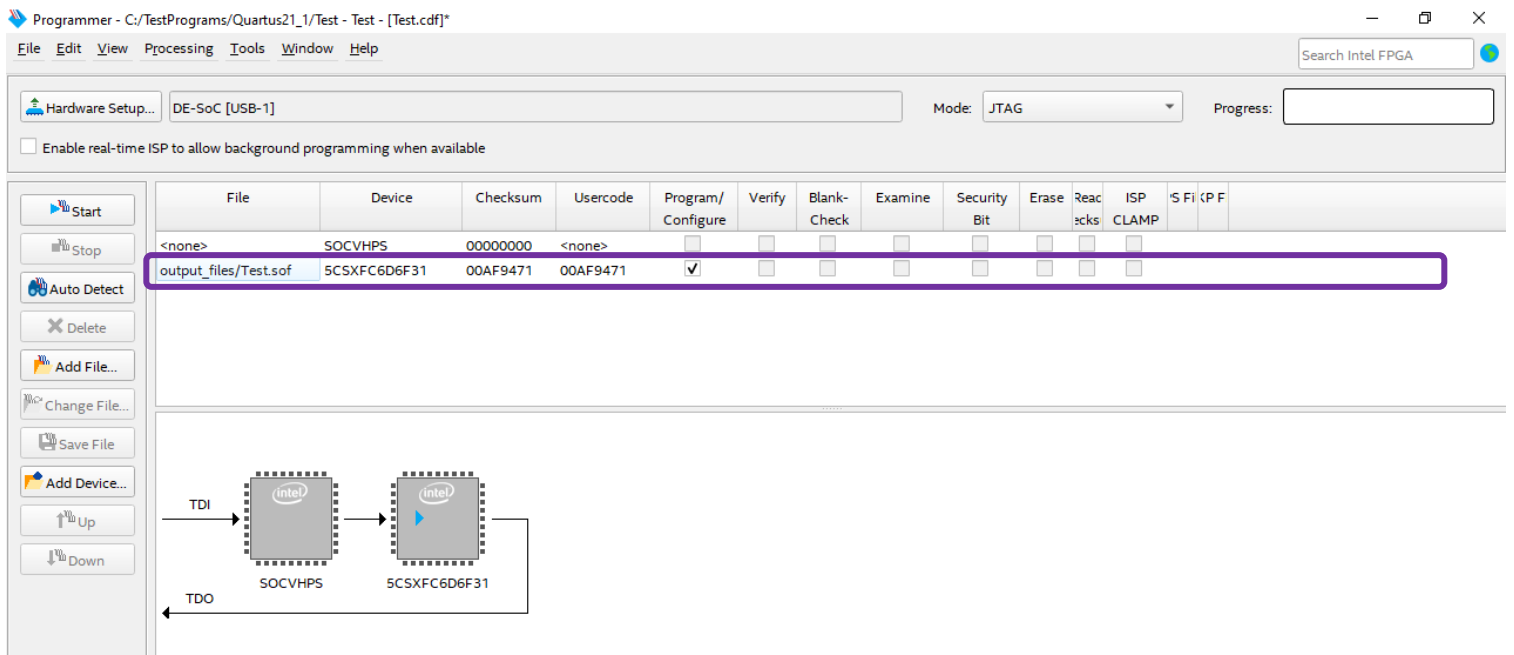 Programmer - C:/TestPrograms/Quartus21_1/Test - Test - [Test.cdf]*
File Edit View Processing Tools Window Help
Search Intel FPGA
Hardware Setup... DE-SoC [USB-1] Mode: JTAG Progress:
Enable real-time ISP to allow background programming when available
Start
Stop
Auto Detect
Delete
Add File...
Change File...
Save File
Add Device...
Up
Down
File Device Checksum Usercode Program/ Verify Blank- Examine Security Erase Reac ISP 'S Fi (P F
Configure Check Bit ecks CLAMP
<none> SOCVHPS 00000000 <none>
output_files/Test.sof 5CSXFC6D6F31 00AF9471 00AF9471
intel intel
TDI
SOCVHPS 5CSXFC6D6F31
TDO